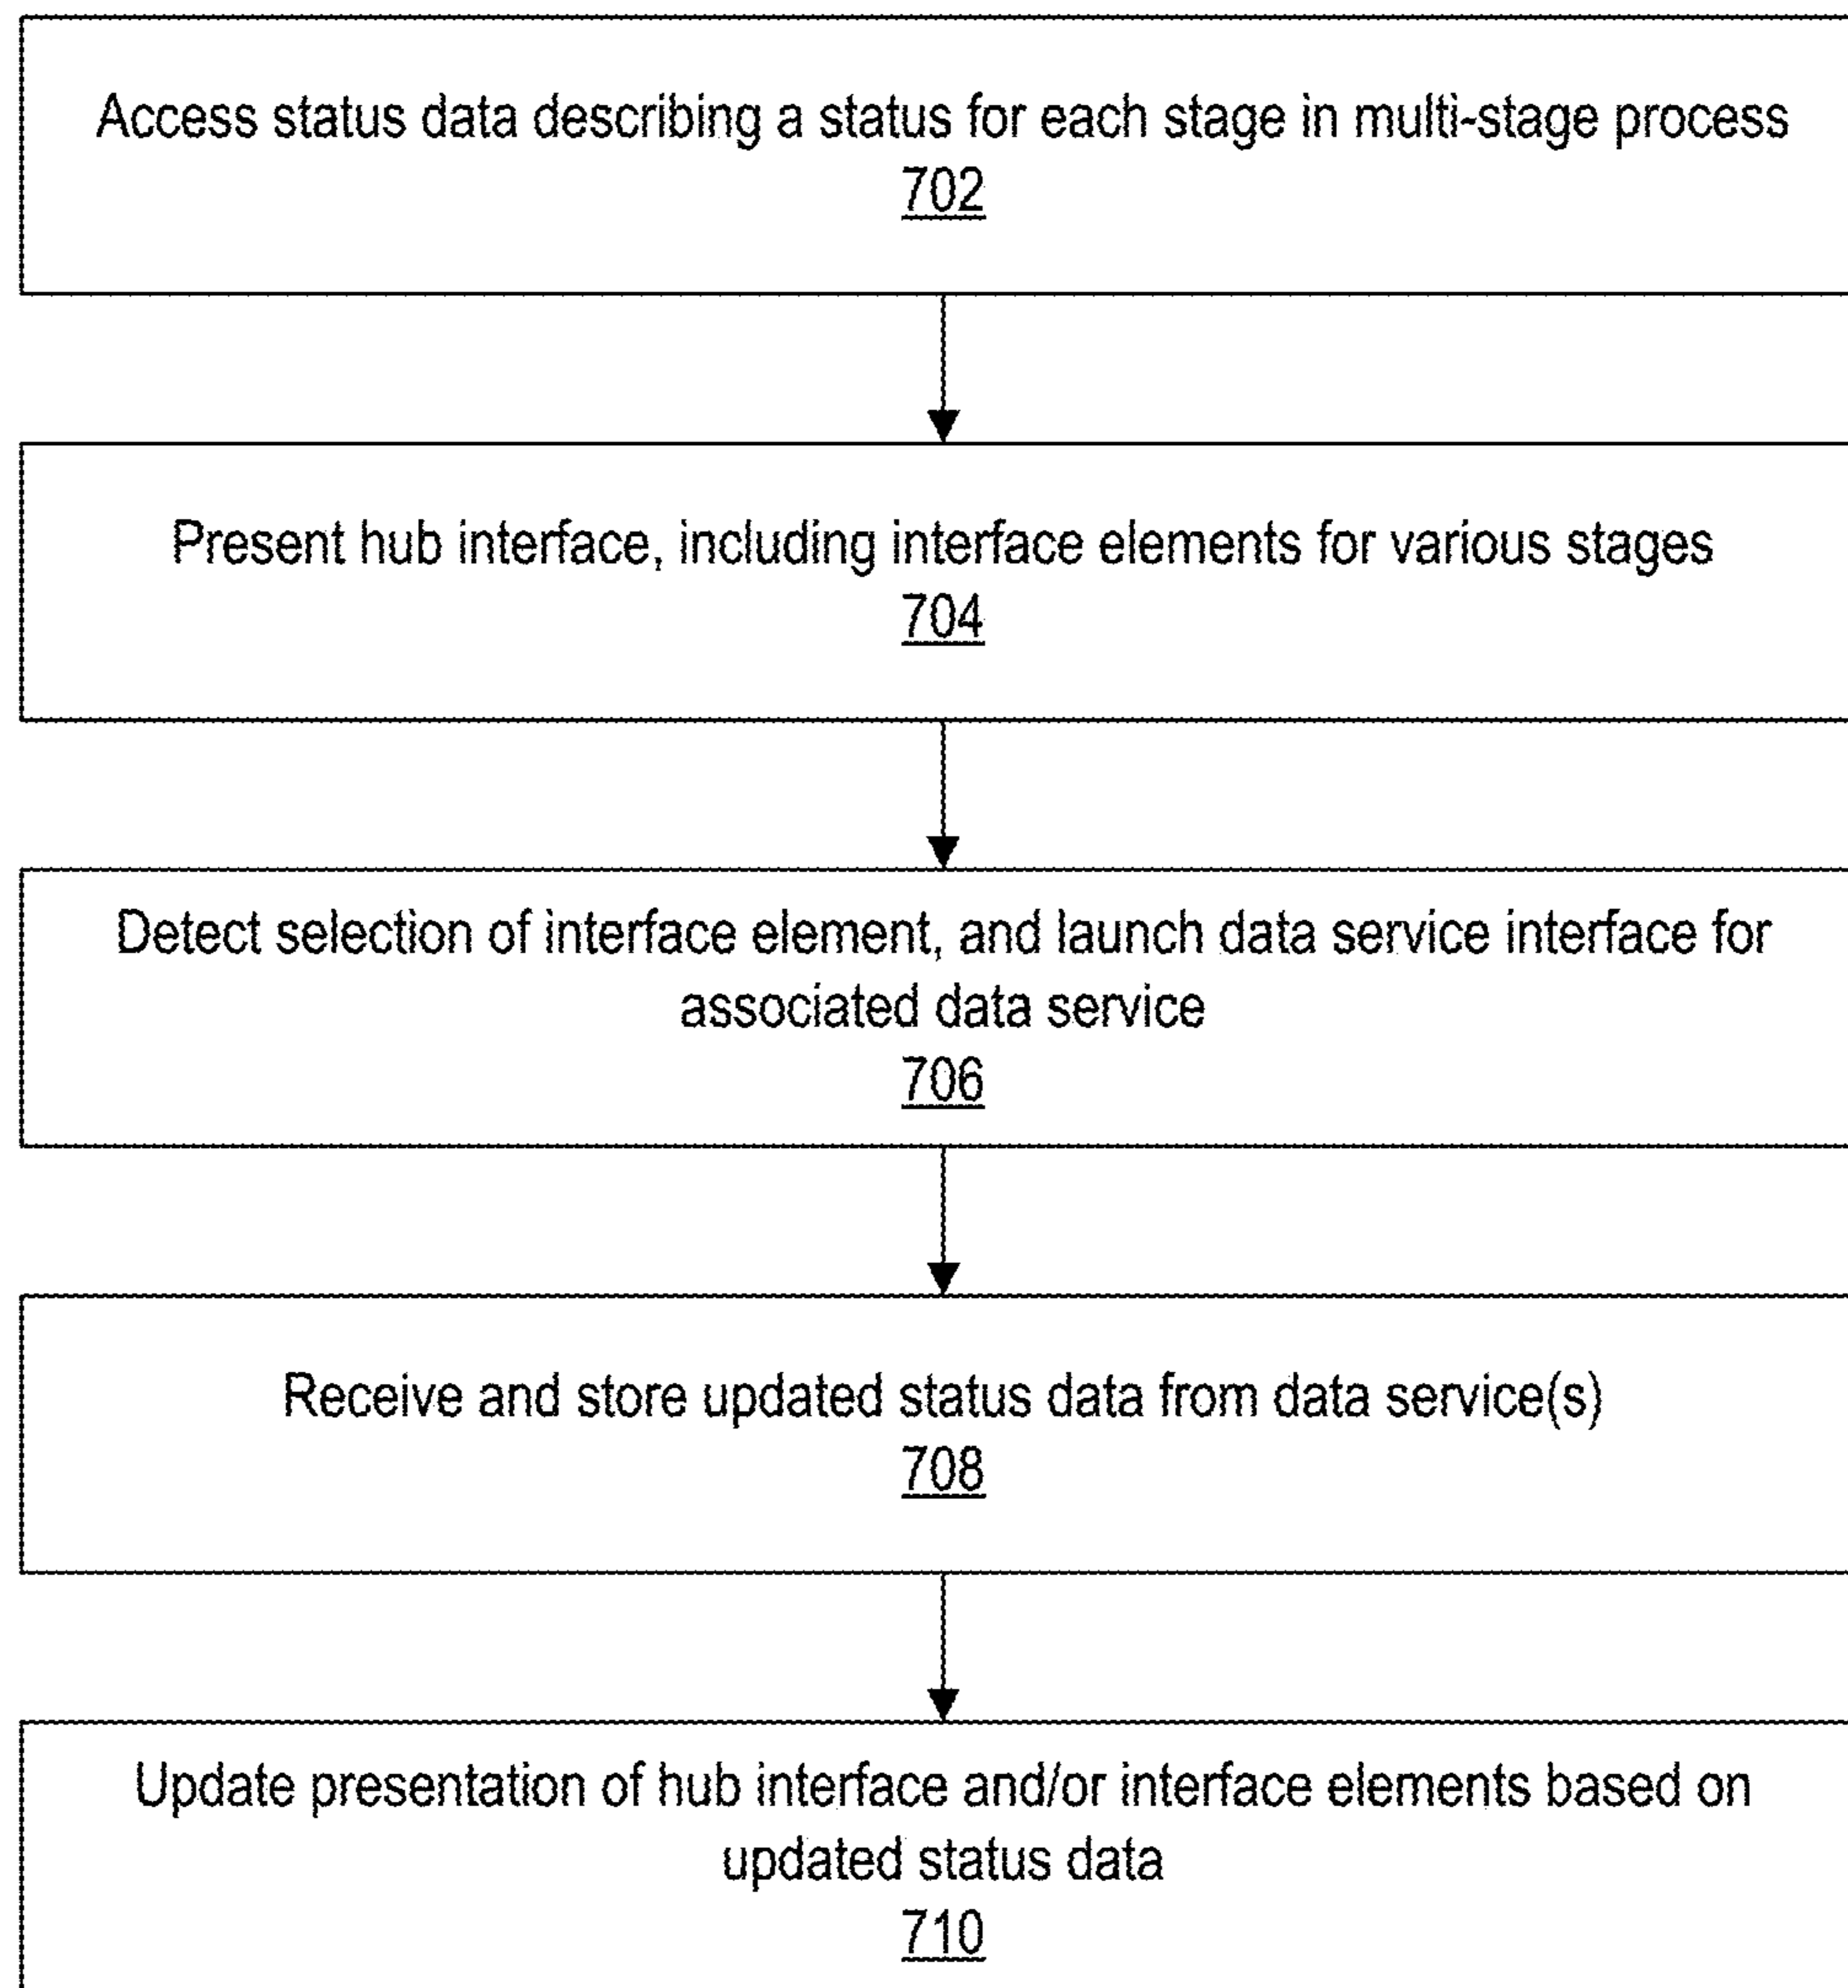 Access status data describing a status for each stage in multi-stage process
702
Present hub interface, including interface elements for various stages
704
Detect selection of interface element, and launch data service interface for
associated data service
706
Receive and store updated status data from data service(s)
708
Update presentation of hub interface and/or interface elements based on
updated status data
710